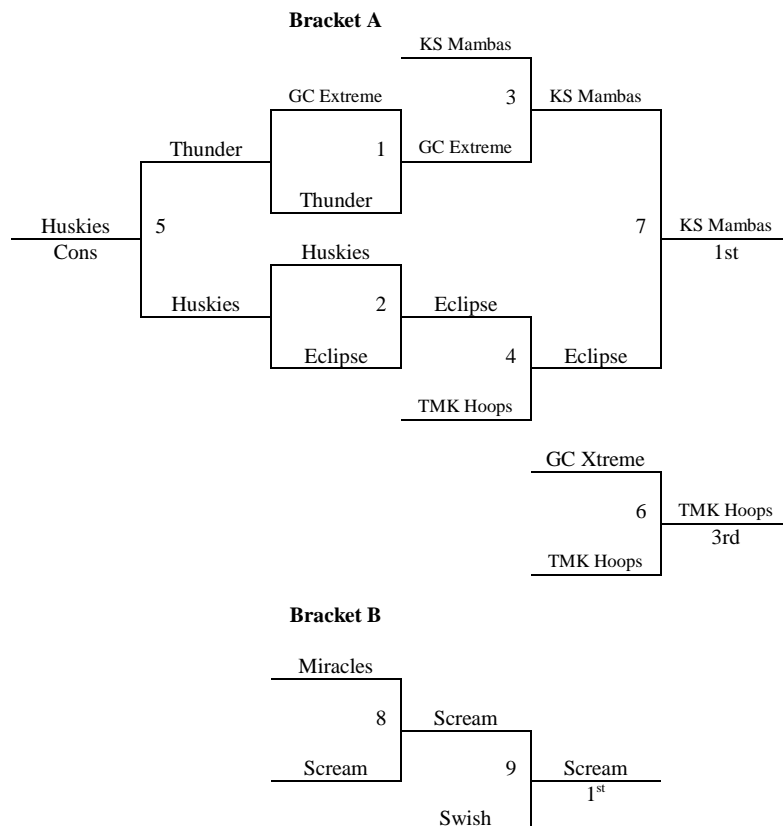 Bracket A
KS Mambas
GC Extreme
3
KS Mambas
Thunder
1
GC Extreme
Thunder
Huskies
5
7
KS Mambas
Cons
1st
Huskies
Huskies
2
Eclipse
Eclipse
4
Eclipse
TMK Hoops
GC Xtreme
6
TMK Hoops
3rd
TMK Hoops
Bracket B
Miracles
8
Scream
Scream
9
Scream
1st
Swish